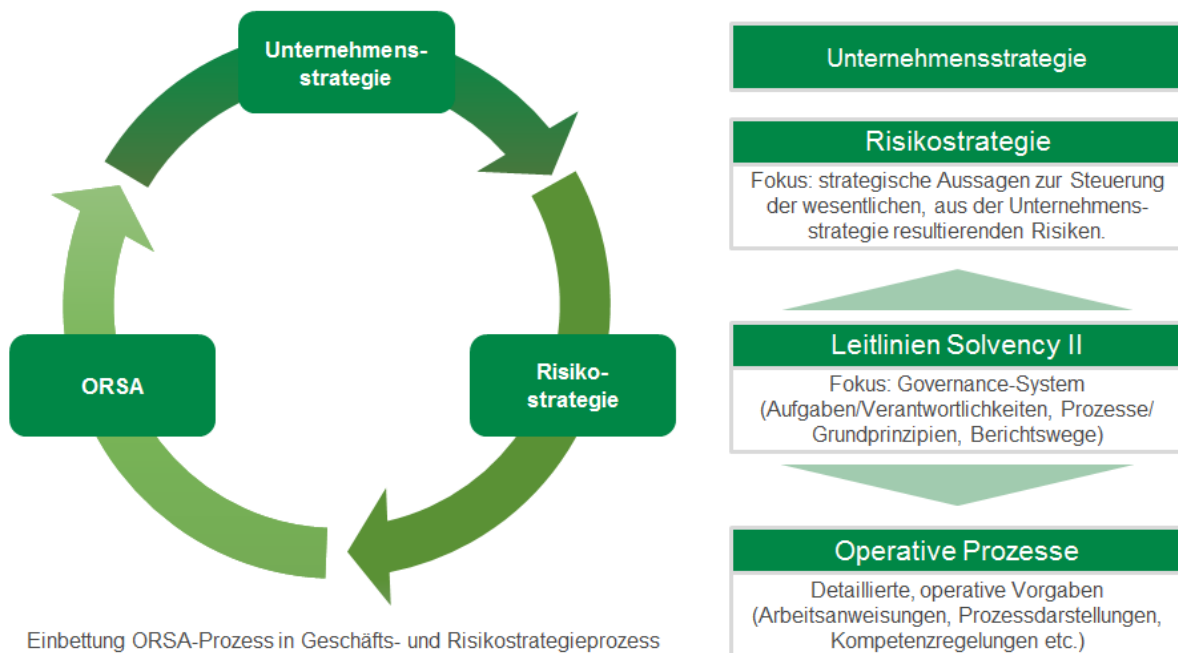 Unternehmens-
strategie
Risiko-
strategie
ORSA
Einbettung ORSA-Prozess in Geschäfts- und Risikostrategieprozess
Unternehmensstrategie
Risikostrategie
Fokus: strategische Aussagen zur Steuerung
der wesentlichen, aus der Unternehmens-
strategie resultierenden Risiken.
Leitlinien Solvency II
Fokus: Governance-System
(Aufgaben/Verantwortlichkeiten, Prozesse/
Grundprinzipien, Berichtswege)
Operative Prozesse
Detaillierte, operative Vorgaben
(Arbeitsanweisungen, Prozessdarstellungen,
Kompetenzregelungen etc.)